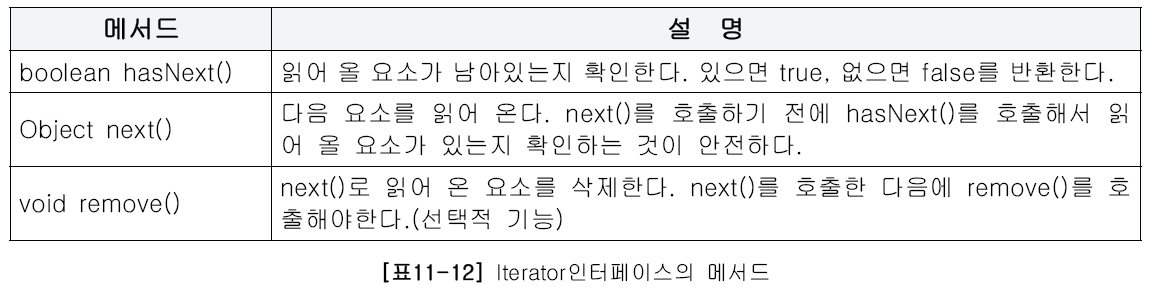 메서드 설 명
boolean hasNext() 읽어 올 요소가 남아있는지 확인한다. 있으면 true, 없으면 false를 반환한다.
Object next() 다음 요소를 읽어 온다. next()를 호출하기 전에 hasNext()를 호출해서 읽
어 올 요소가 있는지 확인하는 것이 안전하다.
void remove() next()로 읽어 온 요소를 삭제한다. next()를 호출한 다음에 remove()를 호
출해야한다.(선택적 기능)
[표11-12] Iterator인터페이스의 메서드